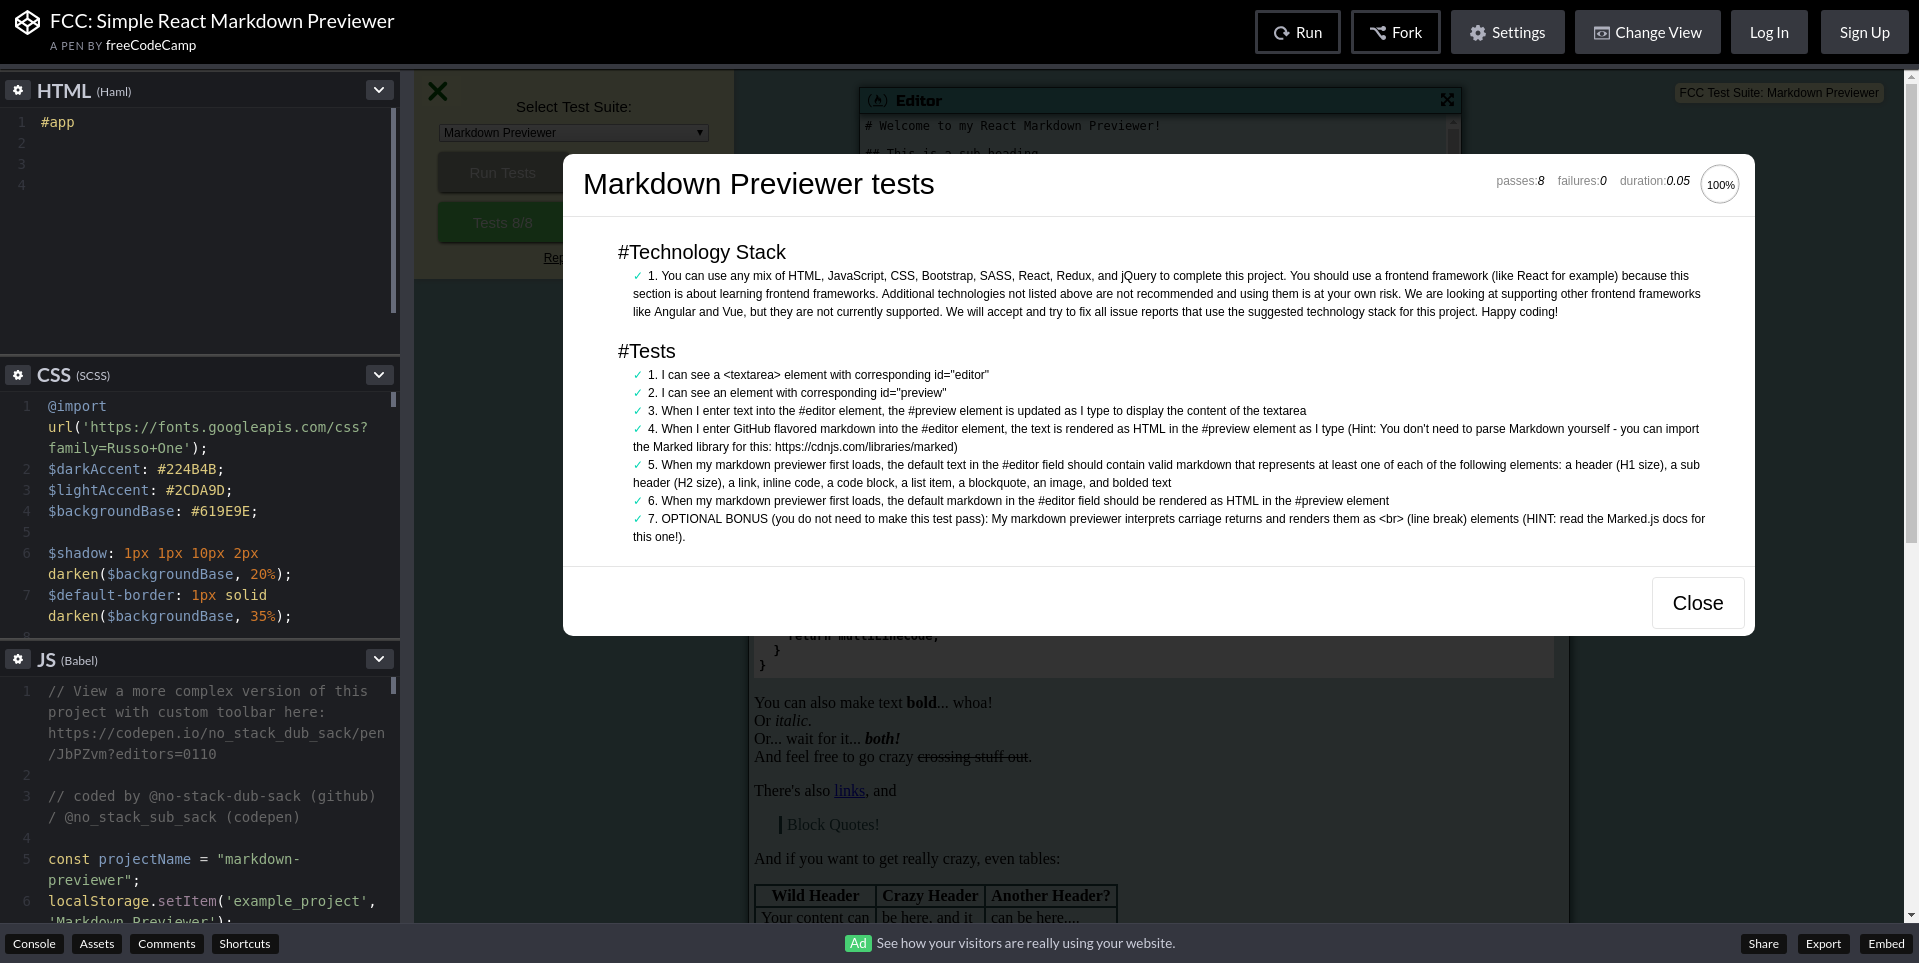 FCC: Simple React Markdown Previewer
A PEN BY freeCodeCamp
Run
Fork
Settings
Change View
Log In
Sign Up
HTML (Haml)
1 #app
2
3
4
CSS (SCSS)
1 @import
url('https://fonts.googleapis.com/css?
family=Russo+One');
2 $darkAccent: #224B4B;
3 $lightAccent: #2CDA9D;
4 $backgroundBase: #619E9E;
5
6 $shadow: 1px 1px 10px 2px
darken($backgroundBase, 20%);
7 $default-border: 1px solid
darken($backgroundBase, 35%);
8
JS (Babel)
1 // View a more complex version of this
project with custom toolbar here:
https://codepen.io/no_stack_dub_sack/pen
/JbPZvm?editors=0110
2
3 // coded by @no-stack-dub-sack (github)
/ @no_stack_sub_sack (codepen)
4
5 const projectName = "markdown-
previewer";
6 localStorage.setItem('example_project',
'Markdown Previewer');
Select Test Suite:
Markdown Previewer
Run Tests
Tests 8/8
Editor
# Welcome to my React Markdown Previewer!
## This is a sub-heading
FCC Test Suite: Markdown Previewer
Markdown Previewer tests
passes:8 failures:0 duration:0.05 100%
#Technology Stack
✓ 1. You can use any mix of HTML, JavaScript, CSS, Bootstrap, SASS, React, Redux, and jQuery to complete this project. You should use a frontend framework (like React for example) because this
section is about learning frontend frameworks. Additional technologies not listed above are not recommended and using them is at your own risk. We are looking at supporting other frontend frameworks
like Angular and Vue, but they are not currently supported. We will accept and try to fix all issue reports that use the suggested technology stack for this project. Happy coding!
#Tests
✓ 1. I can see a <textarea> element with corresponding id="editor"
✓ 2. I can see an element with corresponding id="preview"
✓ 3. When I enter text into the #editor element, the #preview element is updated as I type to display the content of the textarea
✓ 4. When I enter GitHub flavored markdown into the #editor element, the text is rendered as HTML in the #preview element as I type (Hint: You don't need to parse Markdown yourself - you can import
the Marked library for this: https://cdnjs.com/libraries/marked)
✓ 5. When my markdown previewer first loads, the default text in the #editor field should contain valid markdown that represents at least one of each of the following elements: a header (H1 size), a sub
header (H2 size), a link, inline code, a code block, a list item, a blockquote, an image, and bolded text
✓ 6. When my markdown previewer first loads, the default markdown in the #editor field should be rendered as HTML in the #preview element
✓ 7. OPTIONAL BONUS (you do not need to make this test pass): My markdown previewer interprets carriage returns and renders them as <br> (line break) elements (HINT: read the Marked.js docs for
this one!).
Close
return multiLineCode;
}
}
You can also make text bold... whoa!
Or italic.
Or... wait for it... both!
And feel free to go crazy crossing stuff out.
There's also links, and
Block Quotes!
And if you want to get really crazy, even tables:
Wild Header Crazy Header Another Header?
Your content can be here, and it can be here....
Console
Assets
Comments
Shortcuts
Ad See how your visitors are really using your website.
Share
Export
Embed